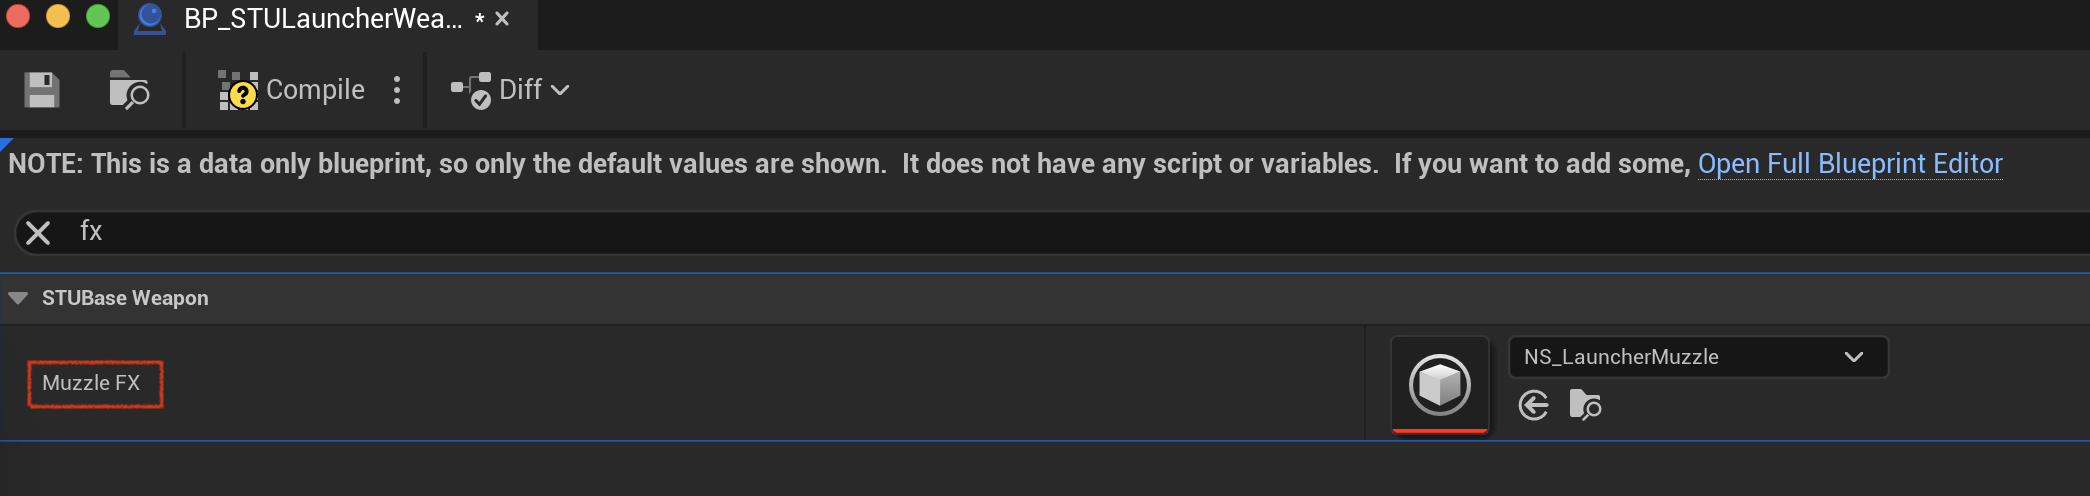 BP_STULauncherWea... *
Compile
Diff
NOTE: This is a data only blueprint, so only the default values are shown.  It does not have any script or variables.  If you want to add some, Open Full Blueprint Editor
fx
STUBase Weapon
Muzzle FX
NS_LauncherMuzzle